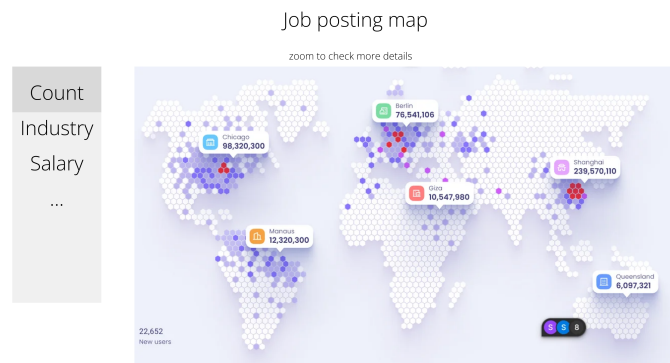 Job posting map
zoom to check more details
Count
Industry
Salary
...
Berlin
76,541,106
Chicago
98,320,300
Shanghai
239,570,110
Giza
10,547,980
Manaus
12,320,300
Queensland
6,097,321
S S 8
22,652
New users